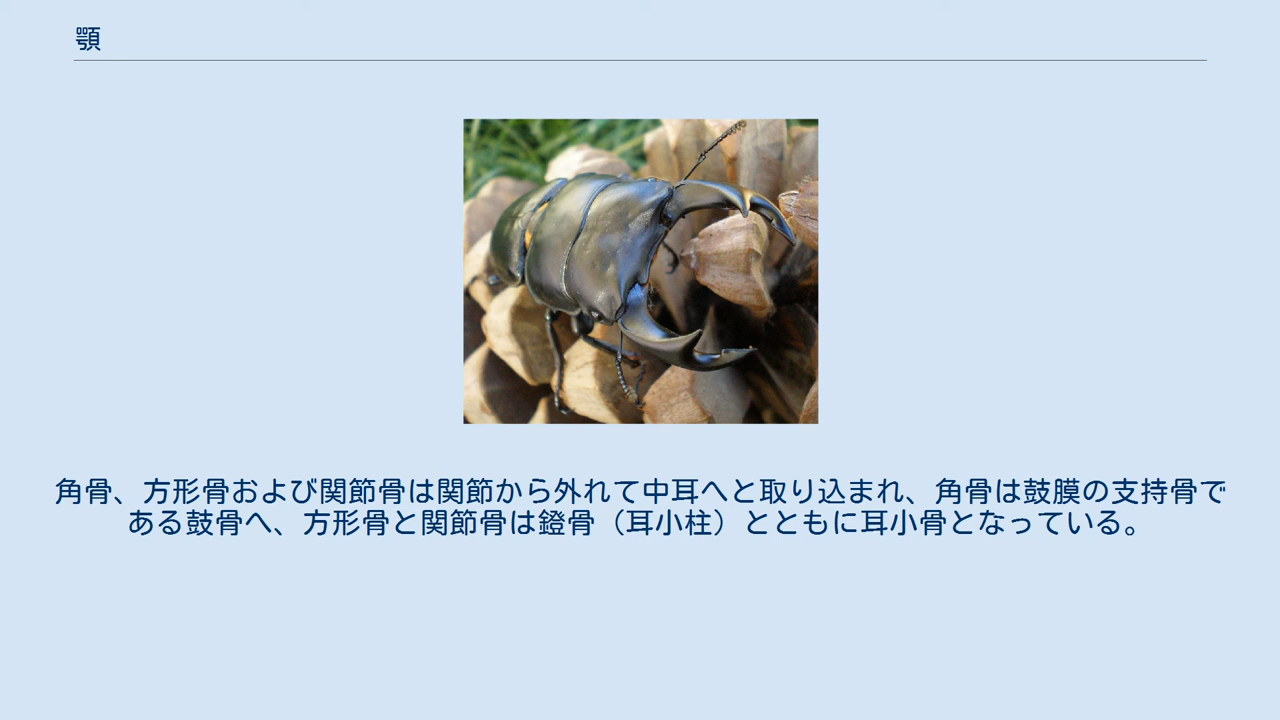 顎
角骨、方形骨および関節骨は関節から外れて中耳へと取り込まれ、角骨は鼓膜の支持骨で
ある鼓骨へ、方形骨と関節骨は鐙骨（耳小柱）とともに耳小骨となっている。